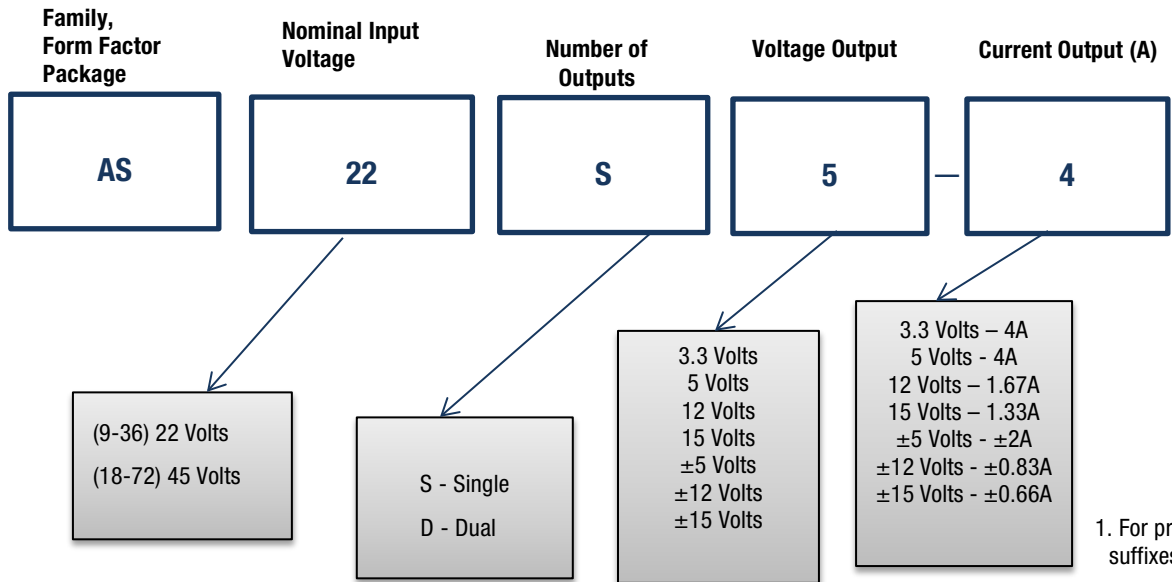 Family,
Form Factor
Package
Nominal Input
Voltage
Number of
Outputs
Voltage Output
Current Output (A)
AS
22
S
5
—
4
(9-36) 22 Volts
(18-72) 45 Volts
S - Single
D - Dual
3.3 Volts
5 Volts
12 Volts
15 Volts
±5 Volts
±12 Volts
±15 Volts
3.3 Volts – 4A
5 Volts - 4A
12 Volts – 1.67A
15 Volts – 1.33A
±5 Volts - ±2A
±12 Volts - ±0.83A
±15 Volts - ±0.66A
1. For pr
suffixes